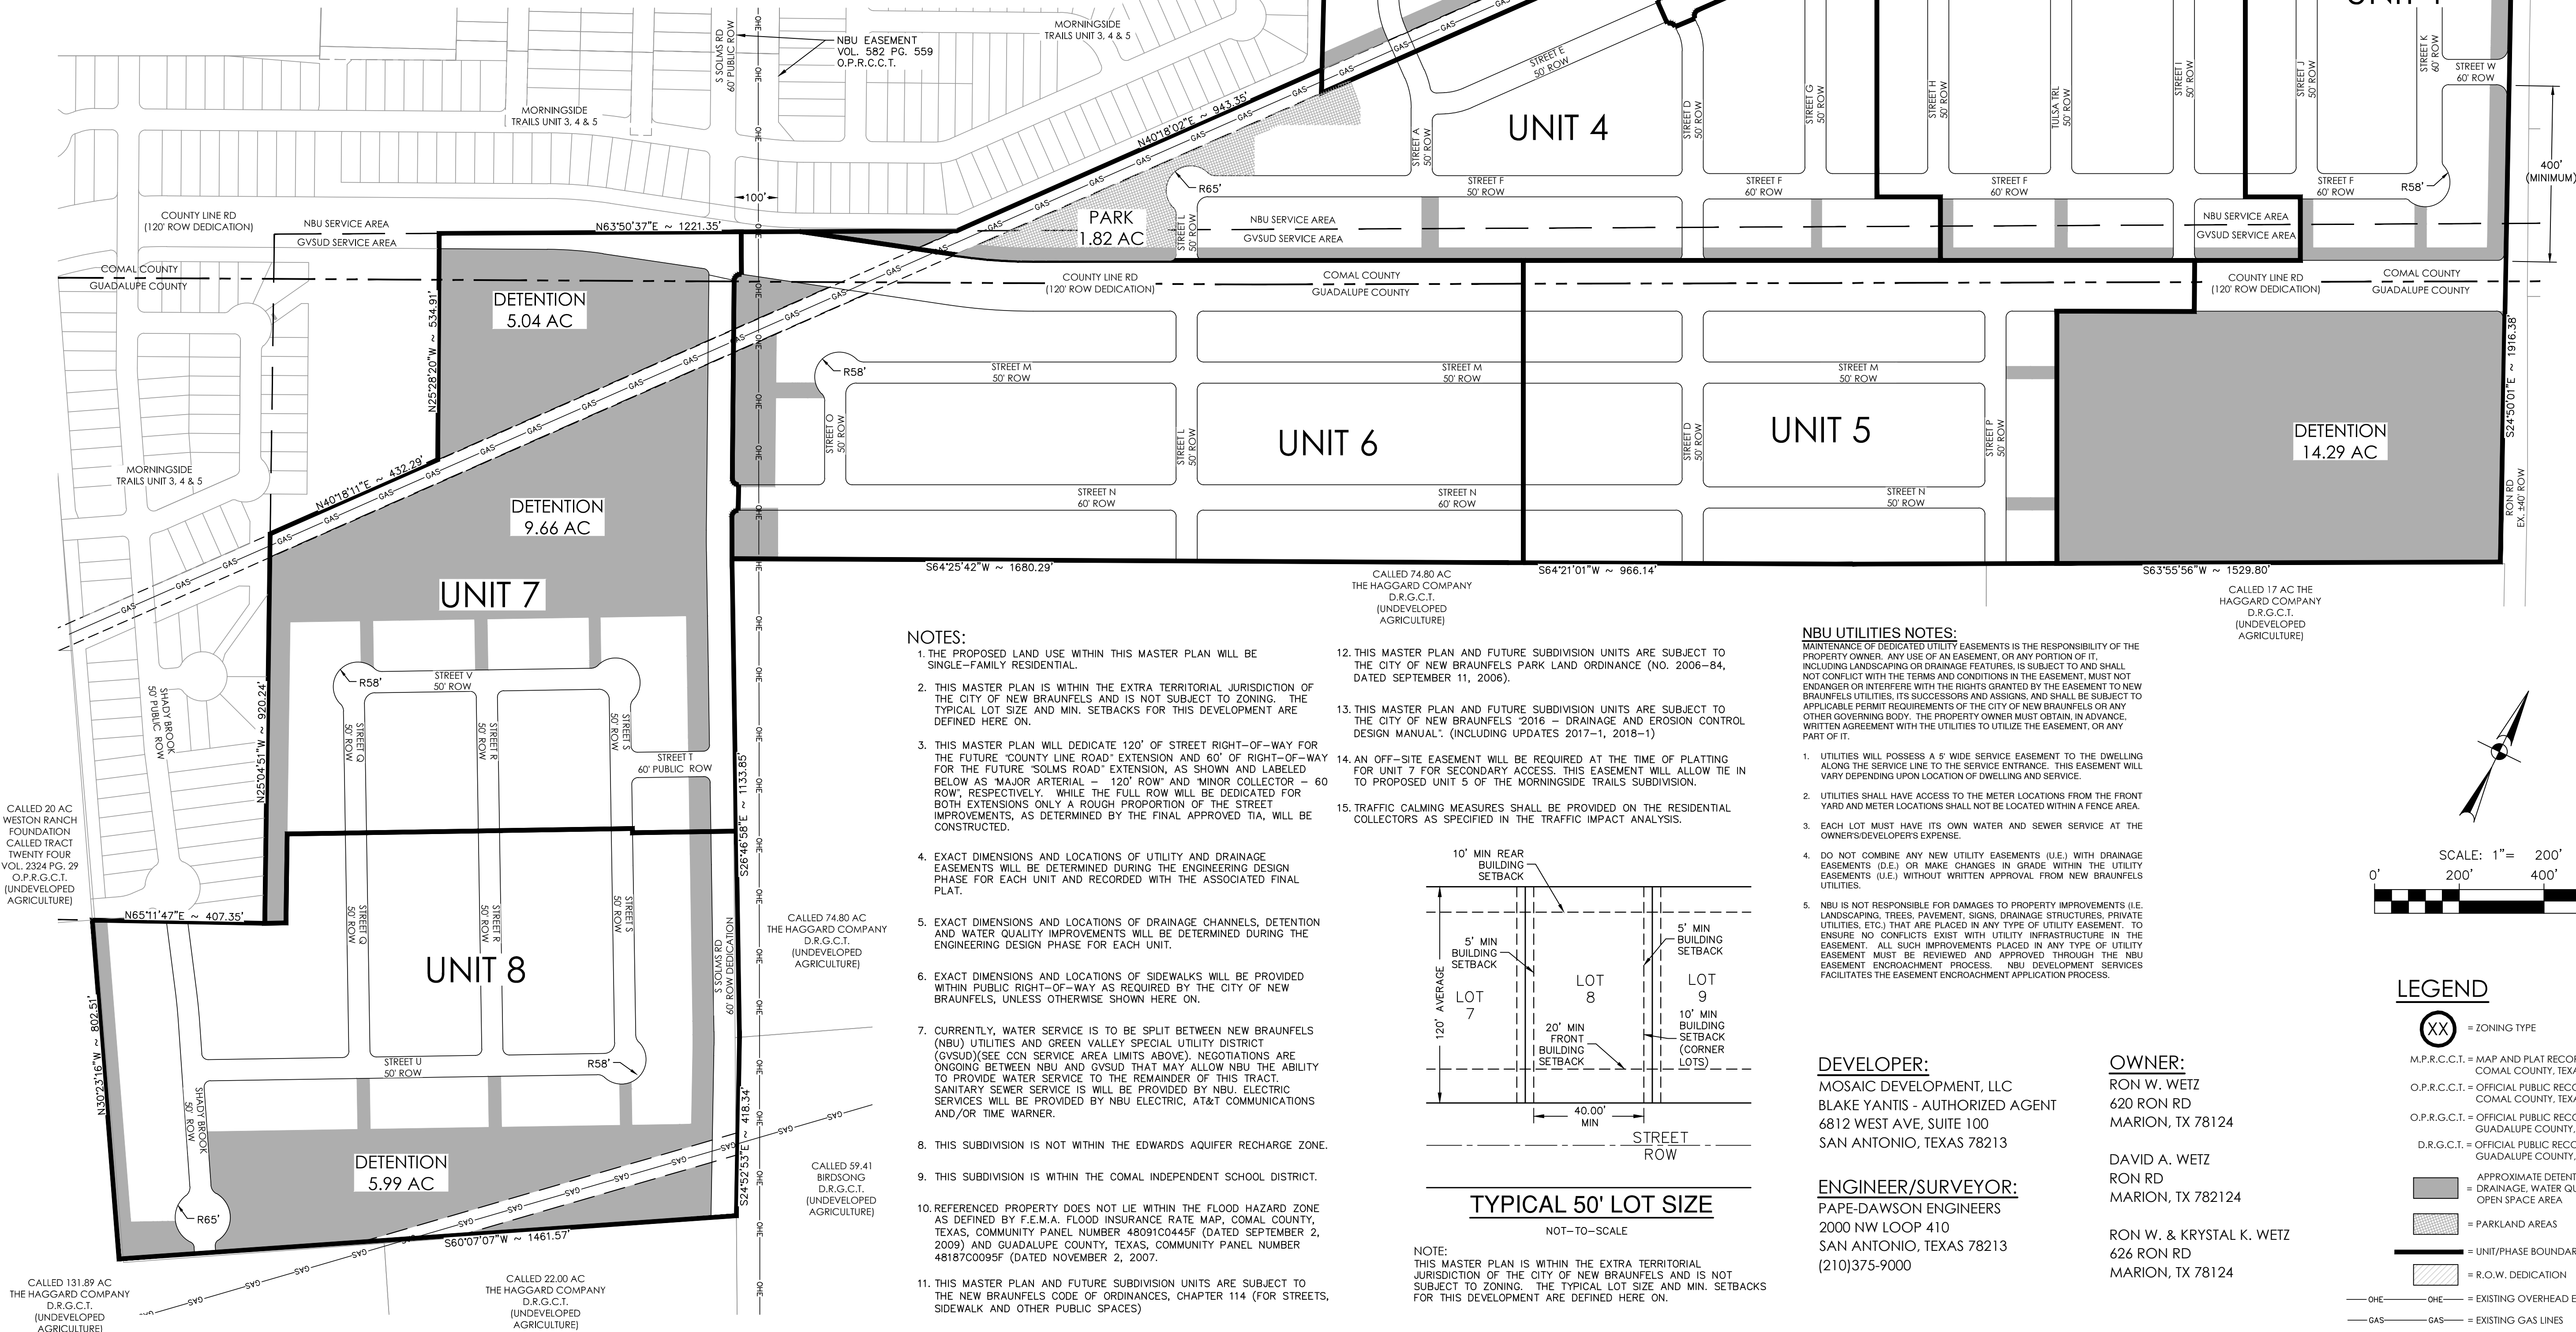 MORNINGSIDE
TRAILS UNIT 3, 4 & 5
S SOLMS RD
60' PUBLIC ROW
NBU EASEMENT
VOL. 582 PG. 559
O.P.R.C.C.T.
MORNINGSIDE
TRAILS UNIT 3, 4 & 5
N40°18'02"E ~ 943.35'
STREET E
50' ROW
STREET A
50' ROW
UNIT 4
STREET D
50' ROW
STREET G
50' ROW
STREET H
50' ROW
TULSA TRL
50' ROW
STREET I
50' ROW
STREET J
50' ROW
STREET K
60' ROW
STREET W
60' ROW
400'
(MINIMUM)
COUNTY LINE RD
(120' ROW DEDICATION)
NBU SERVICE AREA
GVSUD SERVICE AREA
N63°50'37"E ~ 1221.35'
100'
PARK
1.82 AC
R65'
STREET L
50' ROW
STREET F
50' ROW
STREET F
60' ROW
STREET F
60' ROW
STREET F
60' ROW
R58'
NBU SERVICE AREA
GVSUD SERVICE AREA
NBU SERVICE AREA
GVSUD SERVICE AREA
COMAL COUNTY
GUADALUPE COUNTY
COUNTY LINE RD
(120' ROW DEDICATION)
COMAL COUNTY
GUADALUPE COUNTY
COUNTY LINE RD
(120' ROW DEDICATION)
COMAL COUNTY
GUADALUPE COUNTY
DETENTION
5.04 AC
N25°28'20"W ~ 534.91'
R58'
STREET M
50' ROW
STREET M
50' ROW
STREET M
50' ROW
STREET O
50' ROW
STREET L
50' ROW
UNIT 6
STREET D
50' ROW
UNIT 5
STREET P
50' ROW
DETENTION
14.29 AC
S24°50'01"E ~ 1916.38'
RON RD
EX. ±40' ROW
MORNINGSIDE
TRAILS UNIT 3, 4 & 5
N40°18'11"E ~ 432.29'
DETENTION
9.66 AC
STREET N
60' ROW
STREET N
60' ROW
STREET N
50' ROW
S64°25'42"W ~ 1680.29'
S64°21'01"W ~ 966.14'
S63°55'56"W ~ 1529.80'
CALLED 74.80 AC
THE HAGGARD COMPANY
D.R.G.C.T.
(UNDEVELOPED
AGRICULTURE)
CALLED 17 AC THE
HAGGARD COMPANY
D.R.G.C.T.
(UNDEVELOPED
AGRICULTURE)
UNIT 7
R58'
STREET V
50' ROW
STREET Q
50' ROW
STREET R
50' ROW
STREET S
50' ROW
STREET T
60' PUBLIC ROW
SHADY BROOK
50' PUBLIC ROW
N25°04'51"W ~ 920.24'
S26°46'58"E ~ 1133.85'
CALLED 20 AC
WESTON RANCH
FOUNDATION
CALLED TRACT
TWENTY FOUR
VOL. 2324 PG. 29
O.P.R.G.C.T.
(UNDEVELOPED
AGRICULTURE)
N65°11'47"E ~ 407.35'
STREET Q
50' ROW
STREET R
50' ROW
STREET S
50' ROW
S SOLMS RD
60' ROW DEDICATION
CALLED 74.80 AC
THE HAGGARD COMPANY
D.R.G.C.T.
(UNDEVELOPED
AGRICULTURE)
UNIT 8
N30°23'16"W ~ 802.51'
STREET U
50' ROW
R58'
SHADY BROOK
50' ROW
R65'
DETENTION
5.99 AC
S24°52'53"E ~ 418.34'
S60°07'07"W ~ 1461.57'
CALLED 59.41
BIRDSONG
D.R.G.C.T.
(UNDEVELOPED
AGRICULTURE)
CALLED 131.89 AC
THE HAGGARD COMPANY
D.R.G.C.T.
(UNDEVELOPED
AGRICULTURE)
CALLED 22.00 AC
THE HAGGARD COMPANY
D.R.G.C.T.
(UNDEVELOPED
AGRICULTURE)
NOTES:
1. THE PROPOSED LAND USE WITHIN THIS MASTER PLAN WILL BE
SINGLE-FAMILY RESIDENTIAL.
2. THIS MASTER PLAN IS WITHIN THE EXTRA TERRITORIAL JURISDICTION OF
THE CITY OF NEW BRAUNFELS AND IS NOT SUBJECT TO ZONING. THE
TYPICAL LOT SIZE AND MIN. SETBACKS FOR THIS DEVELOPMENT ARE
DEFINED HERE ON.
3. THIS MASTER PLAN WILL DEDICATE 120' OF STREET RIGHT-OF-WAY FOR
THE FUTURE "COUNTY LINE ROAD" EXTENSION AND 60' OF RIGHT-OF-WAY
FOR THE FUTURE "SOLMS ROAD" EXTENSION, AS SHOWN AND LABELED
BELOW AS "MAJOR ARTERIAL - 120' ROW" AND "MINOR COLLECTOR - 60
ROW", RESPECTIVELY. WHILE THE FULL ROW WILL BE DEDICATED FOR
BOTH EXTENSIONS ONLY A ROUGH PROPORTION OF THE STREET
IMPROVEMENTS, AS DETERMINED BY THE FINAL APPROVED TIA, WILL BE
CONSTRUCTED.
4. EXACT DIMENSIONS AND LOCATIONS OF UTILITY AND DRAINAGE
EASEMENTS WILL BE DETERMINED DURING THE ENGINEERING DESIGN
PHASE FOR EACH UNIT AND RECORDED WITH THE ASSOCIATED FINAL
PLAT.
5. EXACT DIMENSIONS AND LOCATIONS OF DRAINAGE CHANNELS, DETENTION
AND WATER QUALITY IMPROVEMENTS WILL BE DETERMINED DURING THE
ENGINEERING DESIGN PHASE FOR EACH UNIT.
6. EXACT DIMENSIONS AND LOCATIONS OF SIDEWALKS WILL BE PROVIDED
WITHIN PUBLIC RIGHT-OF-WAY AS REQUIRED BY THE CITY OF NEW
BRAUNFELS, UNLESS OTHERWISE SHOWN HERE ON.
7. CURRENTLY, WATER SERVICE IS TO BE SPLIT BETWEEN NEW BRAUNFELS
(NBU) UTILITIES AND GREEN VALLEY SPECIAL UTILITY DISTRICT
(GVSUD)(SEE CCN SERVICE AREA LIMITS ABOVE). NEGOTIATIONS ARE
ONGOING BETWEEN NBU AND GVSUD THAT MAY ALLOW NBU THE ABILITY
TO PROVIDE WATER SERVICE TO THE REMAINDER OF THIS TRACT.
SANITARY SEWER SERVICE IS WILL BE PROVIDED BY NBU. ELECTRIC
SERVICES WILL BE PROVIDED BY NBU ELECTRIC, AT&T COMMUNICATIONS
AND/OR TIME WARNER.
8. THIS SUBDIVISION IS NOT WITHIN THE EDWARDS AQUIFER RECHARGE ZONE.
9. THIS SUBDIVISION IS WITHIN THE COMAL INDEPENDENT SCHOOL DISTRICT.
10. REFERENCED PROPERTY DOES NOT LIE WITHIN THE FLOOD HAZARD ZONE
AS DEFINED BY F.E.M.A. FLOOD INSURANCE RATE MAP, COMAL COUNTY,
TEXAS, COMMUNITY PANEL NUMBER 48091C0445F (DATED SEPTEMBER 2,
2009) AND GUADALUPE COUNTY, TEXAS, COMMUNITY PANEL NUMBER
48187C0095F (DATED NOVEMBER 2, 2007.
11. THIS MASTER PLAN AND FUTURE SUBDIVISION UNITS ARE SUBJECT TO
THE NEW BRAUNFELS CODE OF ORDINANCES, CHAPTER 114 (FOR STREETS,
SIDEWALK AND OTHER PUBLIC SPACES)
12. THIS MASTER PLAN AND FUTURE SUBDIVISION UNITS ARE SUBJECT TO
THE CITY OF NEW BRAUNFELS PARK LAND ORDINANCE (NO. 2006-84,
DATED SEPTEMBER 11, 2006).
13. THIS MASTER PLAN AND FUTURE SUBDIVISION UNITS ARE SUBJECT TO
THE CITY OF NEW BRAUNFELS "2016 - DRAINAGE AND EROSION CONTROL
DESIGN MANUAL". (INCLUDING UPDATES 2017-1, 2018-1)
14. AN OFF-SITE EASEMENT WILL BE REQUIRED AT THE TIME OF PLATTING
FOR UNIT 7 FOR SECONDARY ACCESS. THIS EASEMENT WILL ALLOW TIE IN
TO PROPOSED UNIT 5 OF THE MORNINGSIDE TRAILS SUBDIVISION.
15. TRAFFIC CALMING MEASURES SHALL BE PROVIDED ON THE RESIDENTIAL
COLLECTORS AS SPECIFIED IN THE TRAFFIC IMPACT ANALYSIS.
10' MIN REAR
BUILDING
SETBACK
5' MIN
BUILDING
SETBACK
5' MIN
BUILDING
SETBACK
120' AVERAGE
LOT
7
LOT
8
LOT
9
20' MIN
FRONT
BUILDING
SETBACK
10' MIN
BUILDING
SETBACK
(CORNER
LOTS)
40.00'
MIN
STREET
ROW
TYPICAL 50' LOT SIZE
NOT-TO-SCALE
NOTE:
THIS MASTER PLAN IS WITHIN THE EXTRA TERRITORIAL
JURISDICTION OF THE CITY OF NEW BRAUNFELS AND IS NOT
SUBJECT TO ZONING. THE TYPICAL LOT SIZE AND MIN. SETBACKS
FOR THIS DEVELOPMENT ARE DEFINED HERE ON.
NBU UTILITIES NOTES:
MAINTENANCE OF DEDICATED UTILITY EASEMENTS IS THE RESPONSIBILITY OF THE
PROPERTY OWNER. ANY USE OF AN EASEMENT, OR ANY PORTION OF IT,
INCLUDING LANDSCAPING OR DRAINAGE FEATURES, IS SUBJECT TO AND SHALL
NOT CONFLICT WITH THE TERMS AND CONDITIONS IN THE EASEMENT, MUST NOT
ENDANGER OR INTERFERE WITH THE RIGHTS GRANTED BY THE EASEMENT TO NEW
BRAUNFELS UTILITIES, ITS SUCCESSORS AND ASSIGNS, AND SHALL BE SUBJECT TO
APPLICABLE PERMIT REQUIREMENTS OF THE CITY OF NEW BRAUNFELS OR ANY
OTHER GOVERNING BODY. THE PROPERTY OWNER MUST OBTAIN, IN ADVANCE,
WRITTEN AGREEMENT WITH THE UTILITIES TO UTILIZE THE EASEMENT, OR ANY
PART OF IT.
1. UTILITIES WILL POSSESS A 5' WIDE SERVICE EASEMENT TO THE DWELLING
ALONG THE SERVICE LINE TO THE SERVICE ENTRANCE. THIS EASEMENT WILL
VARY DEPENDING UPON LOCATION OF DWELLING AND SERVICE.
2. UTILITIES SHALL HAVE ACCESS TO THE METER LOCATIONS FROM THE FRONT
YARD AND METER LOCATIONS SHALL NOT BE LOCATED WITHIN A FENCE AREA.
3. EACH LOT MUST HAVE ITS OWN WATER AND SEWER SERVICE AT THE
OWNER'S/DEVELOPER'S EXPENSE.
4. DO NOT COMBINE ANY NEW UTILITY EASEMENTS (U.E.) WITH DRAINAGE
EASEMENTS (D.E.) OR MAKE CHANGES IN GRADE WITHIN THE UTILITY
EASEMENTS (U.E.) WITHOUT WRITTEN APPROVAL FROM NEW BRAUNFELS
UTILITIES.
5. NBU IS NOT RESPONSIBLE FOR DAMAGES TO PROPERTY IMPROVEMENTS (I.E.
LANDSCAPING, TREES, PAVEMENT, SIGNS, DRAINAGE STRUCTURES, PRIVATE
UTILITIES, ETC.) THAT ARE PLACED IN ANY TYPE OF UTILITY EASEMENT. TO
ENSURE NO CONFLICTS EXIST WITH UTILITY INFRASTRUCTURE IN THE
EASEMENT. ALL SUCH IMPROVEMENTS PLACED IN ANY TYPE OF UTILITY
EASEMENT MUST BE REVIEWED AND APPROVED THROUGH THE NBU
EASEMENT ENCROACHMENT PROCESS. NBU DEVELOPMENT SERVICES
FACILITATES THE EASEMENT ENCROACHMENT APPLICATION PROCESS.
DEVELOPER:
MOSAIC DEVELOPMENT, LLC
BLAKE YANTIS - AUTHORIZED AGENT
6812 WEST AVE, SUITE 100
SAN ANTONIO, TEXAS 78213
ENGINEER/SURVEYOR:
PAPE-DAWSON ENGINEERS
2000 NW LOOP 410
SAN ANTONIO, TEXAS 78213
(210)375-9000
OWNER:
RON W. WETZ
620 RON RD
MARION, TX 78124
DAVID A. WETZ
RON RD
MARION, TX 782124
RON W. & KRYSTAL K. WETZ
626 RON RD
MARION, TX 78124
SCALE: 1"= 200'
0' 200' 400'
LEGEND
XX = ZONING TYPE
M.P.R.C.C.T. = MAP AND PLAT RECO
COMAL COUNTY, TEXA
O.P.R.C.C.T. = OFFICIAL PUBLIC RECO
COMAL COUNTY, TEXA
O.P.R.G.C.T. = OFFICIAL PUBLIC RECO
GUADALUPE COUNTY,
D.R.G.C.T. = OFFICIAL PUBLIC RECO
GUADALUPE COUNTY,
APPROXIMATE DETENT
= DRAINAGE, WATER QU
OPEN SPACE AREA
= PARKLAND AREAS
= UNIT/PHASE BOUNDAR
= R.O.W. DEDICATION
OHE OHE = EXISTING OVERHEAD E
GAS GAS = EXISTING GAS LINES